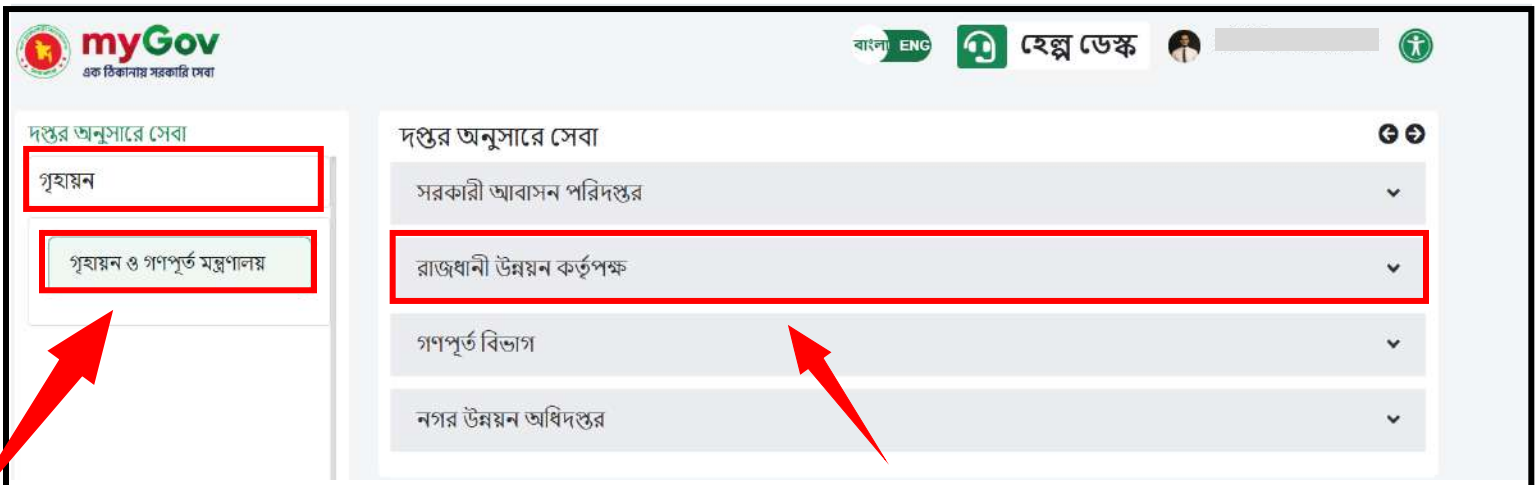 myGov
এক ঠিকানায় সরকারি সেবা
বাংলা ENG
হেল্প ডেস্ক
দপ্তর অনুসারে সেবা
গৃহায়ন
গৃহায়ন ও গণপূর্ত মন্ত্রণালয়
দপ্তর অনুসারে সেবা
সরকারী আবাসন পরিদপ্তর
রাজধানী উন্নয়ন কর্তৃপক্ষ
গণপূর্ত বিভাগ
নগর উন্নয়ন অধিদপ্তর